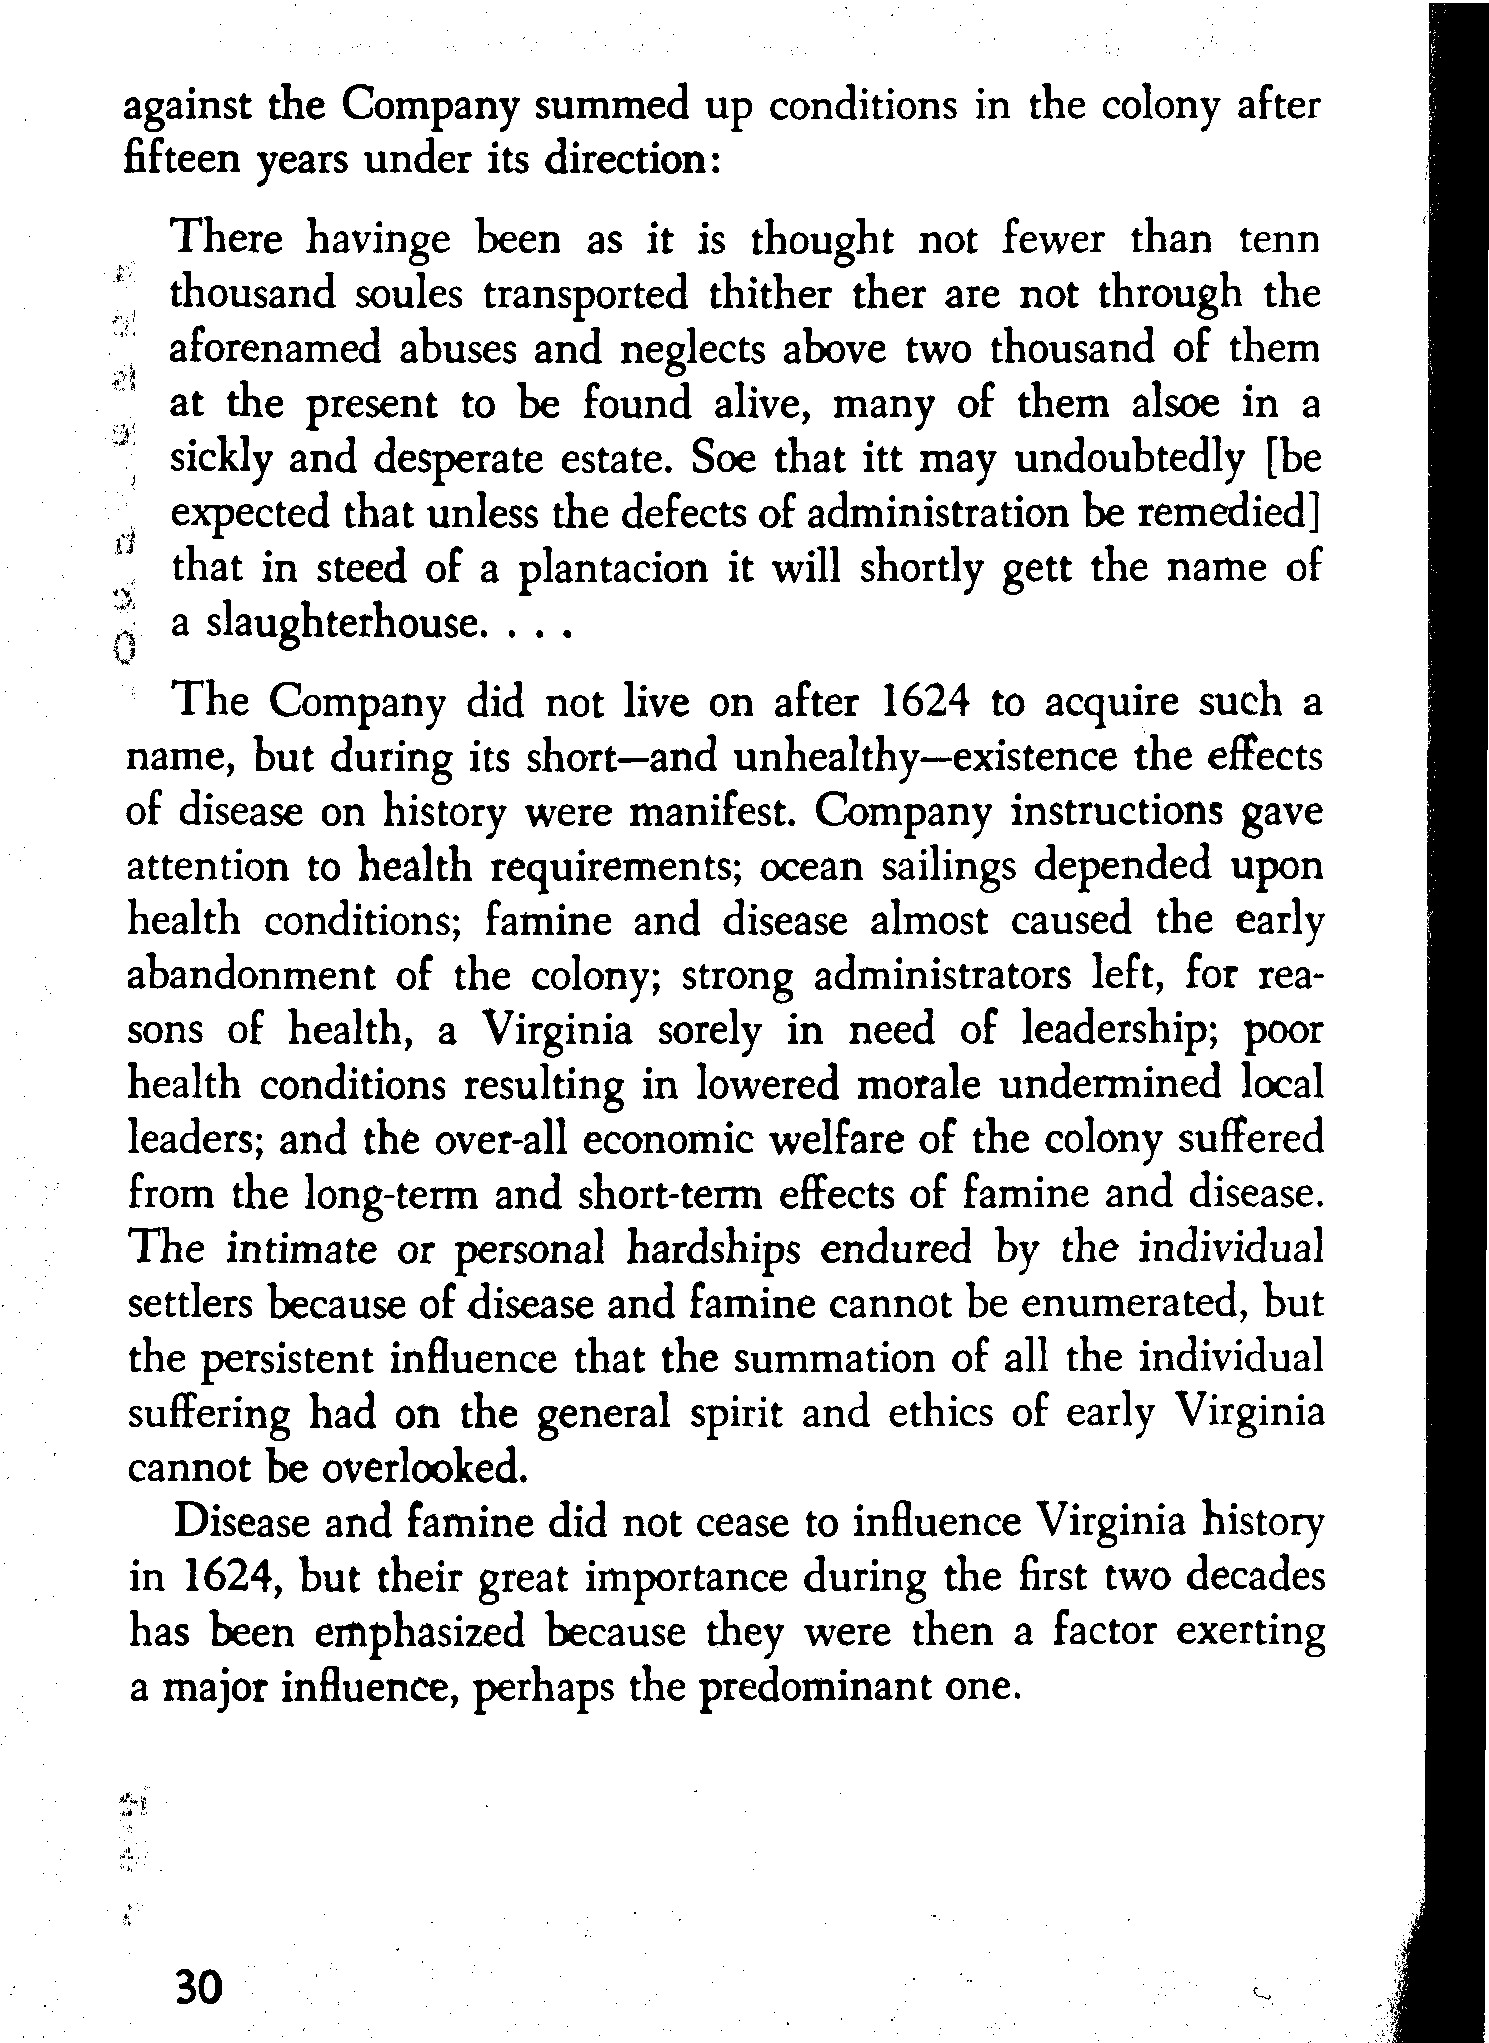 against the Company summed up conditions in the colony after
fifteen years under its direction:
There havinge been as it is thought not fewer than tenn
thousand soules transported thither ther are not through the
aforenamed abuses and neglects above two thousand of them
at the present to be found alive, many of them alsoe in a
sickly and desperate estate. Soe that itt may undoubtedly [be
expected that unless the defects of administration be remedied]
that in steed of a plantacion it will shortly gett the name of
a slaughterhouse. . . .
The Company did not live on after 1624 to acquire such a
name, but during its short—and unhealthy—existence the effects
of disease on history were manifest. Company instructions gave
attention to health requirements; ocean sailings depended upon
health conditions; famine and disease almost caused the early
abandonment of the colony; strong administrators left, for rea-
sons of health, a Virginia sorely in need of leadership; poor
health conditions resulting in lowered morale undermined local
leaders; and the over-all economic welfare of the colony suffered
from the long-term and short-term effects of famine and disease.
The intimate or personal hardships endured by the individual
settlers because of disease and famine cannot be enumerated, but
the persistent influence that the summation of all the individual
suffering had on the general spirit and ethics of early Virginia
cannot be overlooked.
Disease and famine did not cease to influence Virginia history
in 1624, but their great importance during the first two decades
has been emphasized because they were then a factor exerting
a major influence, perhaps the predominant one.
30